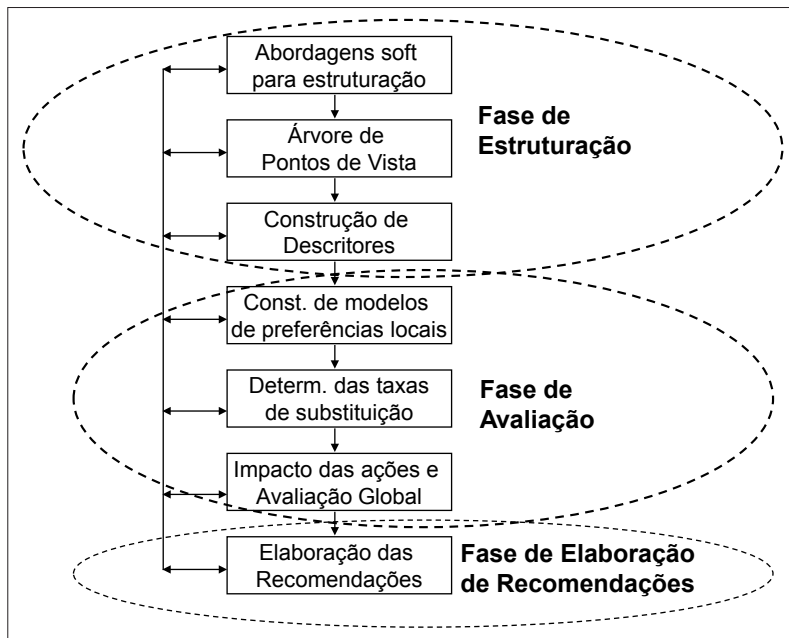 Abordagens soft
para estruturação
Fase de
Estruturação
Árvore de
Pontos de Vista
Construção de
Descritores
Const. de modelos
de preferências locais
Determ. das taxas
de substituição
Fase de
Avaliação
Impacto das ações e
Avaliação Global
Elaboração das
Recomendações
Fase de Elaboração
de Recomendações